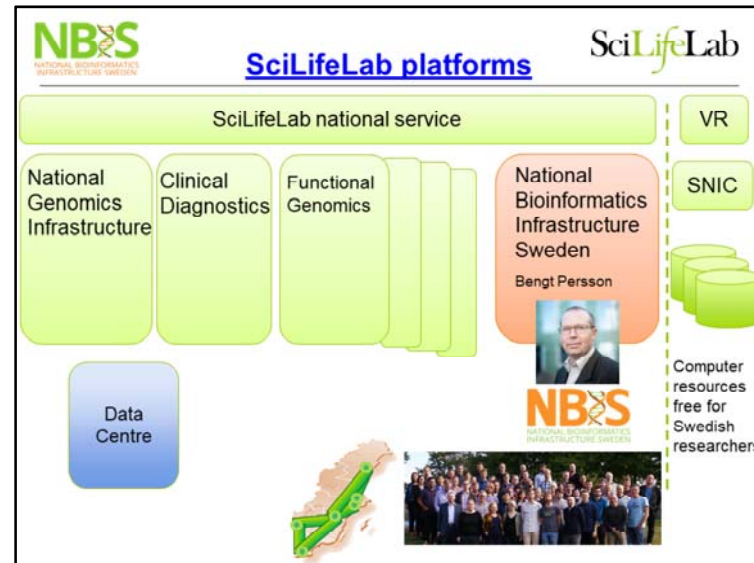 NBIS
NATIONAL BIOINFORMATICS
INFRASTRUCTURE SWEDEN
SciLifeLab platforms
SciLifeLab
SciLifeLab national service
VR
National
Genomics
Infrastructure
Clinical
Diagnostics
Functional
Genomics
National
Bioinformatics
Infrastructure
Sweden
Bengt Persson
SNIC
Data
Centre
NBIS
NATIONAL BIOINFORMATICS
INFRASTRUCTURE SWEDEN
Computer
resources
free for
Swedish
researchers